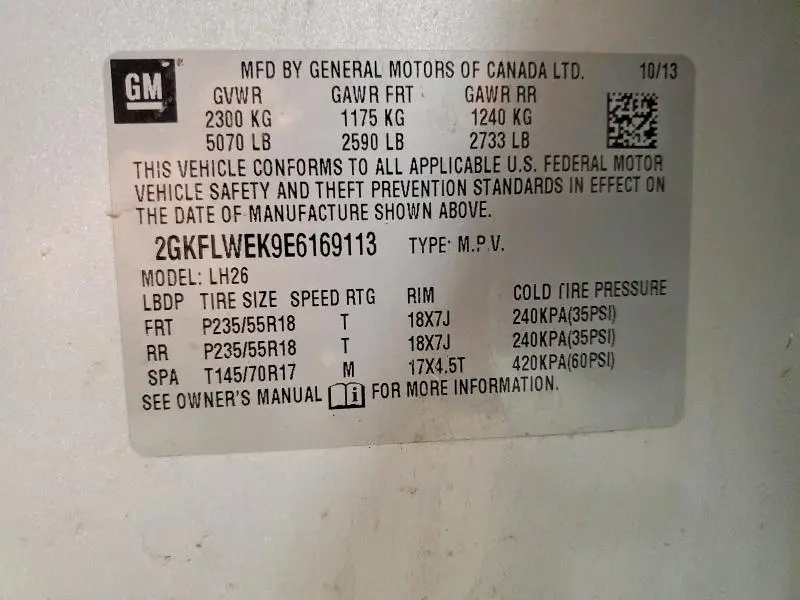 GM
MFD BY GENERAL MOTORS OF CANADA LTD. 10/13
GVWR GAWR FRT GAWR RR
2300 KG 1175 KG 1240 KG
5070 LB 2590 LB 2733 LB
THIS VEHICLE CONFORMS TO ALL APPLICABLE U.S. FEDERAL MOTOR
VEHICLE SAFETY AND THEFT PREVENTION STANDARDS IN EFFECT ON
THE DATE OF MANUFACTURE SHOWN ABOVE.
2GKFLWEK9E6169113 TYPE: M.P.V.
MODEL: LH26
LBDP TIRE SIZE SPEED RTG RIM COLD TIRE PRESSURE
FRT P235/55R18 T 18X7J 240KPA(35PSI)
RR P235/55R18 T 18X7J 240KPA(35PSI)
SPA T145/70R17 M 17X4.5T 420KPA(60PSI)
SEE OWNER'S MANUAL i FOR MORE INFORMATION.